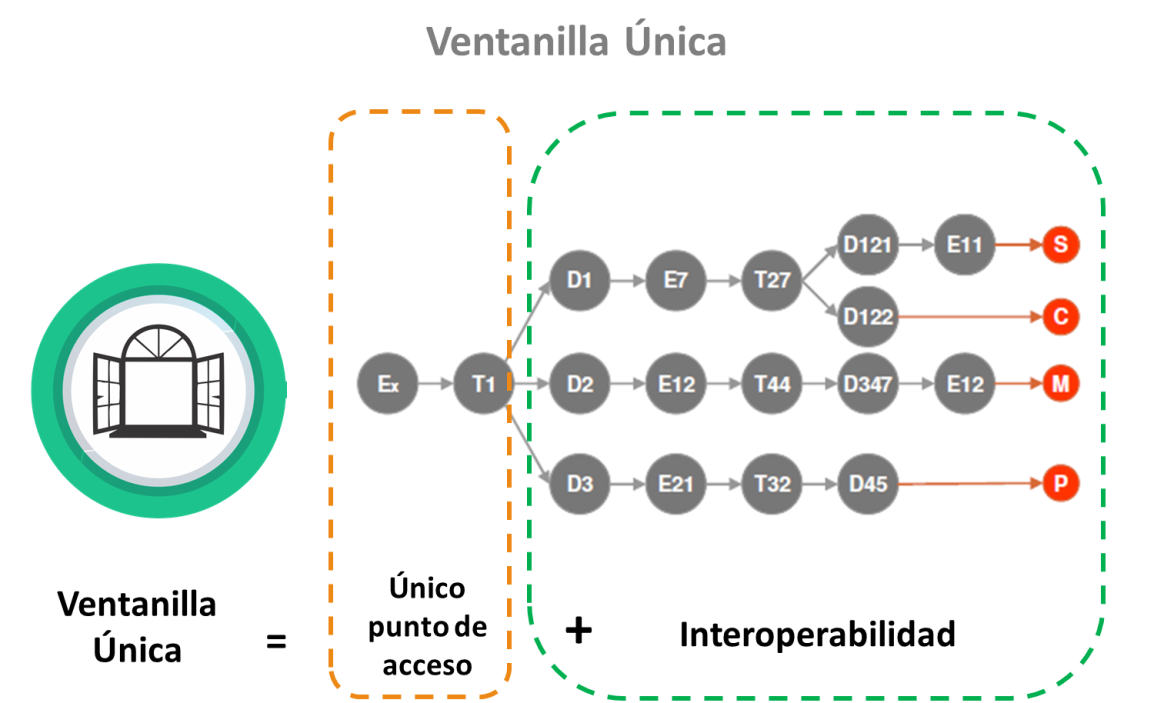 Ventanilla Única
D121
E11
S
D1
E7
T27
D122
C
Ex
T1
D2
E12
T44
D347
E12
M
D3
E21
T32
D45
P
Ventanilla
Única
=
Único
punto de
acceso
+
Interoperabilidad